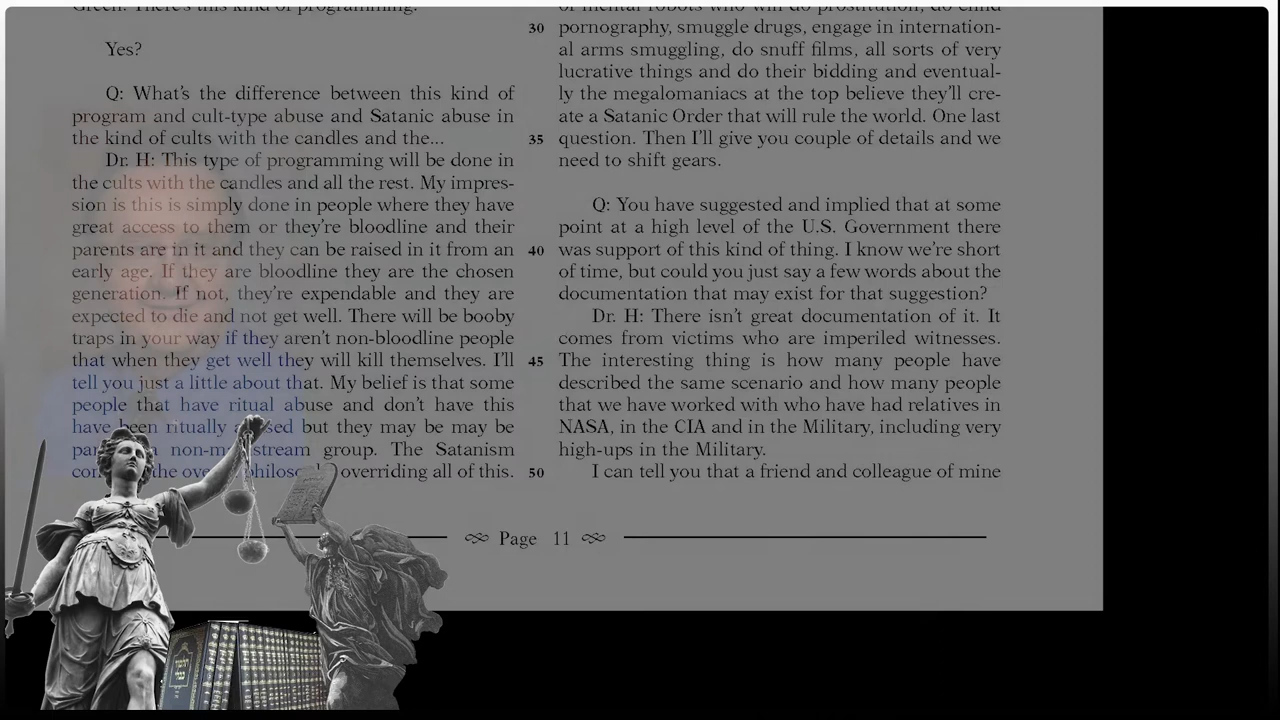 Green. There's this kind of programming.
Yes?
Q: What's the difference between this kind of
program and cult-type abuse and Satanic abuse in
the kind of cults with the candles and the...
Dr. H: This type of programming will be done in
the cults with the candles and all the rest. My impres-
sion is this is simply done in people where they have
great access to them or they're bloodline and their
parents are in it and they can be raised in it from an
early age. If they are bloodline they are the chosen
generation. If not, they're expendable and they are
expected to die and not get well. There will be booby
traps in your way if they aren't non-bloodline people
that when they get well they will kill themselves. I'll
tell you just a little about that. My belief is that some
people that have ritual abuse and don't have this
have been ritually abused but they may be may be
a non-mainstream group. The Satanism
the overriding all of this.
30
35
40
45
50
of mental robots who will do prostitution, do child
pornography, smuggle drugs, engage in internation-
al arms smuggling, do snuff films, all sorts of very
lucrative things and do their bidding and eventual-
ly the megalomaniacs at the top believe they'll cre-
ate a Satanic Order that will rule the world. One last
question. Then I'll give you couple of details and we
need to shift gears.
Q: You have suggested and implied that at some
point at a high level of the U.S. Government there
was support of this kind of thing. I know we're short
of time, but could you just say a few words about the
documentation that may exist for that suggestion?
Dr. H: There isn't great documentation of it. It
comes from victims who are imperiled witnesses.
The interesting thing is how many people have
described the same scenario and how many people
that we have worked with who have had relatives in
NASA, in the CIA and in the Military, including very
high-ups in the Military.
I can tell you that a friend and colleague of mine
Page 11